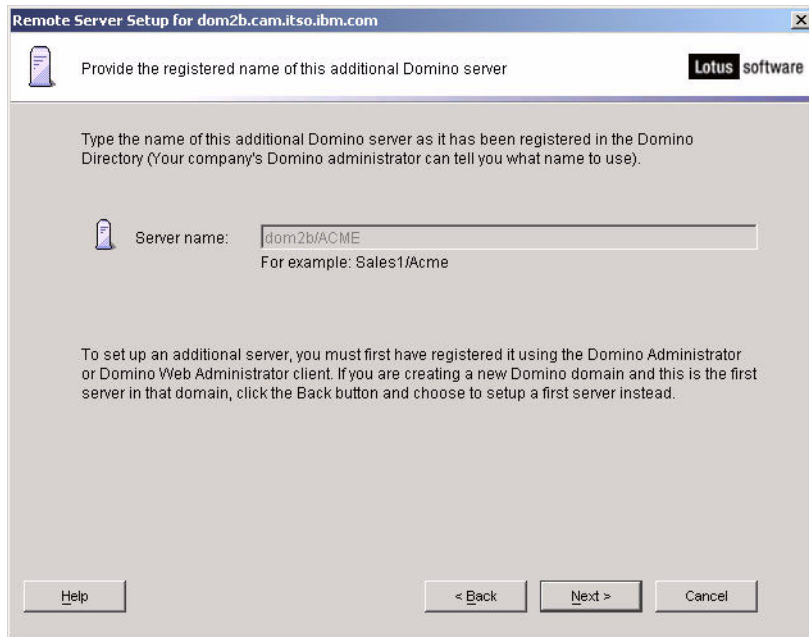 Remote Server Setup for dom2b.cam.itso.ibm.com
Provide the registered name of this additional Domino server
Lotus software
Type the name of this additional Domino server as it has been registered in the Domino
Directory (Your company's Domino administrator can tell you what name to use).
Server name: dom2b/ACME
For example: Sales1/Acme
To set up an additional server, you must first have registered it using the Domino Administrator
or Domino Web Administrator client. If you are creating a new Domino domain and this is the first
server in that domain, click the Back button and choose to setup a first server instead.
Help < Back Next > Cancel